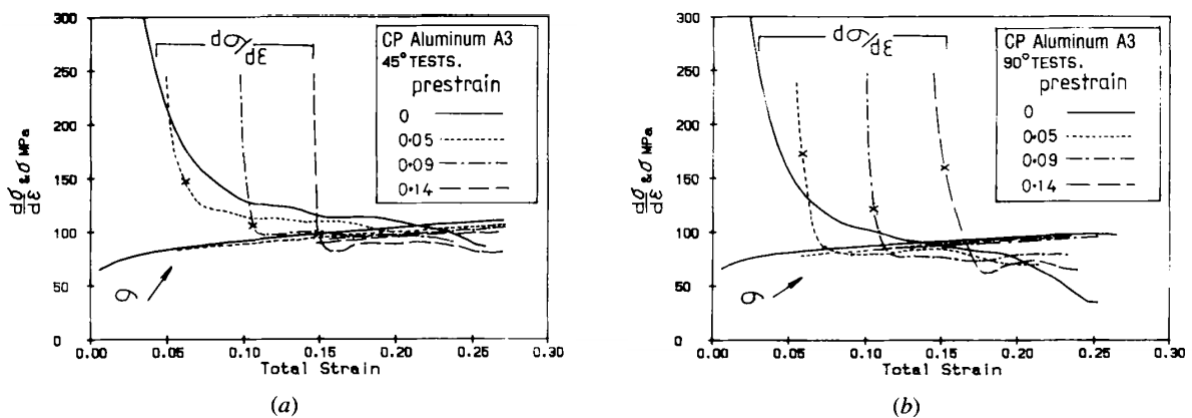 300
250
200
150
100
50
0
dσ/dε & σ MPa
dσ/dε
σ
CP Aluminum A3
45° TESTS.
prestrain
0
0·05
0·09
0·14
0.00 0.05 0.10 0.15 0.20 0.25 0.30
Total Strain
(a)
300
250
200
150
100
50
0
dσ/dε & σ MPa
dσ/dε
σ
CP Aluminum A3
90° TESTS.
prestrain
0
0·05
0·09
0·14
0.00 0.05 0.10 0.15 0.20 0.25 0.30
Total Strain
(b)